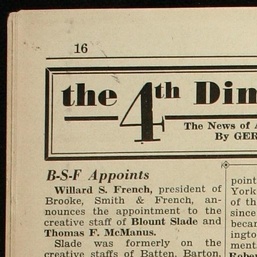 16
the 4th Dim
The News of
By GER
B-S-F Appoints
Willard S. French, president of
Brooke, Smith & French, an-
nounces the appointment to the
creative staff of Blount Slade and
Thomas F. McManus.
Slade was formerly on the
creative staffs of Batten, Barton,
point
York
of th
since
becam
ington
ment